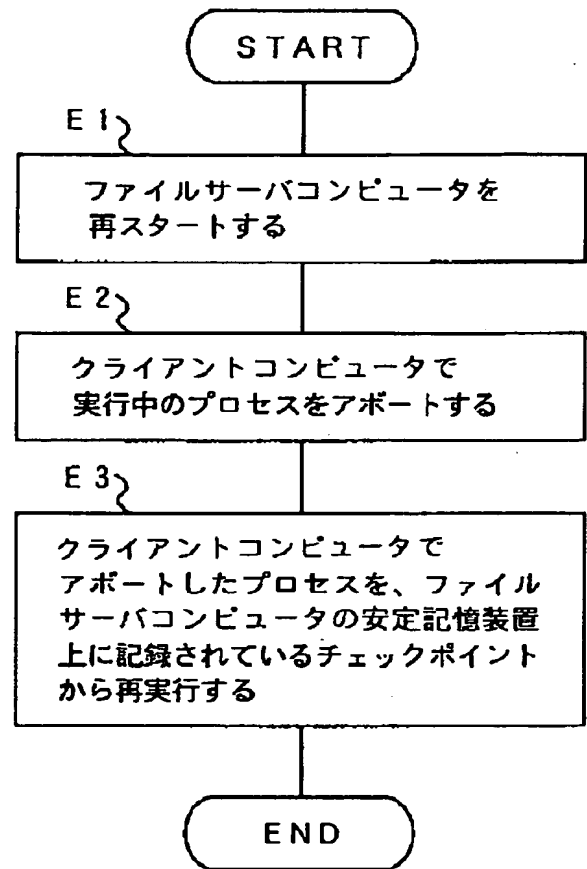 START
E1
ファイルサーバコンピュータを
再スタートする
E2
クライアントコンピュータで
実行中のプロセスをアボートする
E3
クライアントコンピュータで
アボートしたプロセスを、ファイル
サーバコンピュータの安定記憶装置
上に記録されているチェックポイント
から再実行する
END